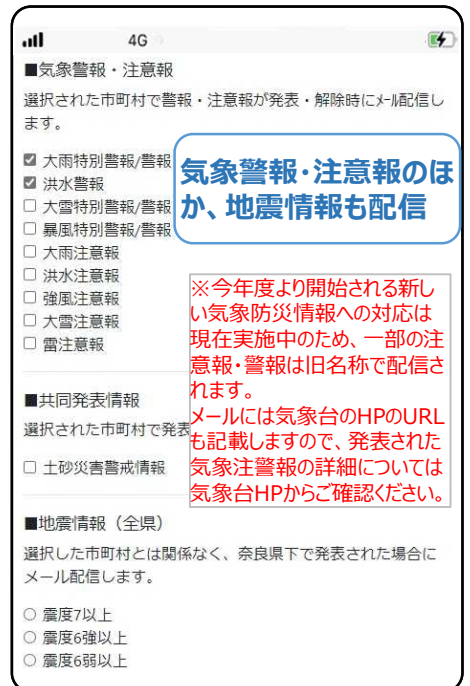 4G
■気象警報・注意報
選択された市町村で警報・注意報が発表・解除時にﾒｰﾙ配信し
ます。
大雨特別警報/警報
洪水警報
大雪特別警報/警報
暴風特別警報/警報
大雨注意報
洪水注意報
強風注意報
大雪注意報
雷注意報
気象警報・注意報のほ
か、地震情報も配信
※今年度より開始される新し
い気象防災情報への対応は
現在実施中のため、一部の注
意報・警報は旧名称で配信さ
れます。
メールには気象台のHPのURL
も記載しますので、発表された
気象注警報の詳細については
気象台HPからご確認ください。
■共同発表情報
選択された市町村で発表
土砂災害警戒情報
■地震情報（全県）
選択した市町村とは関係なく、奈良県下で発表された場合に
メール配信します。
震度7以上
震度6強以上
震度6弱以上